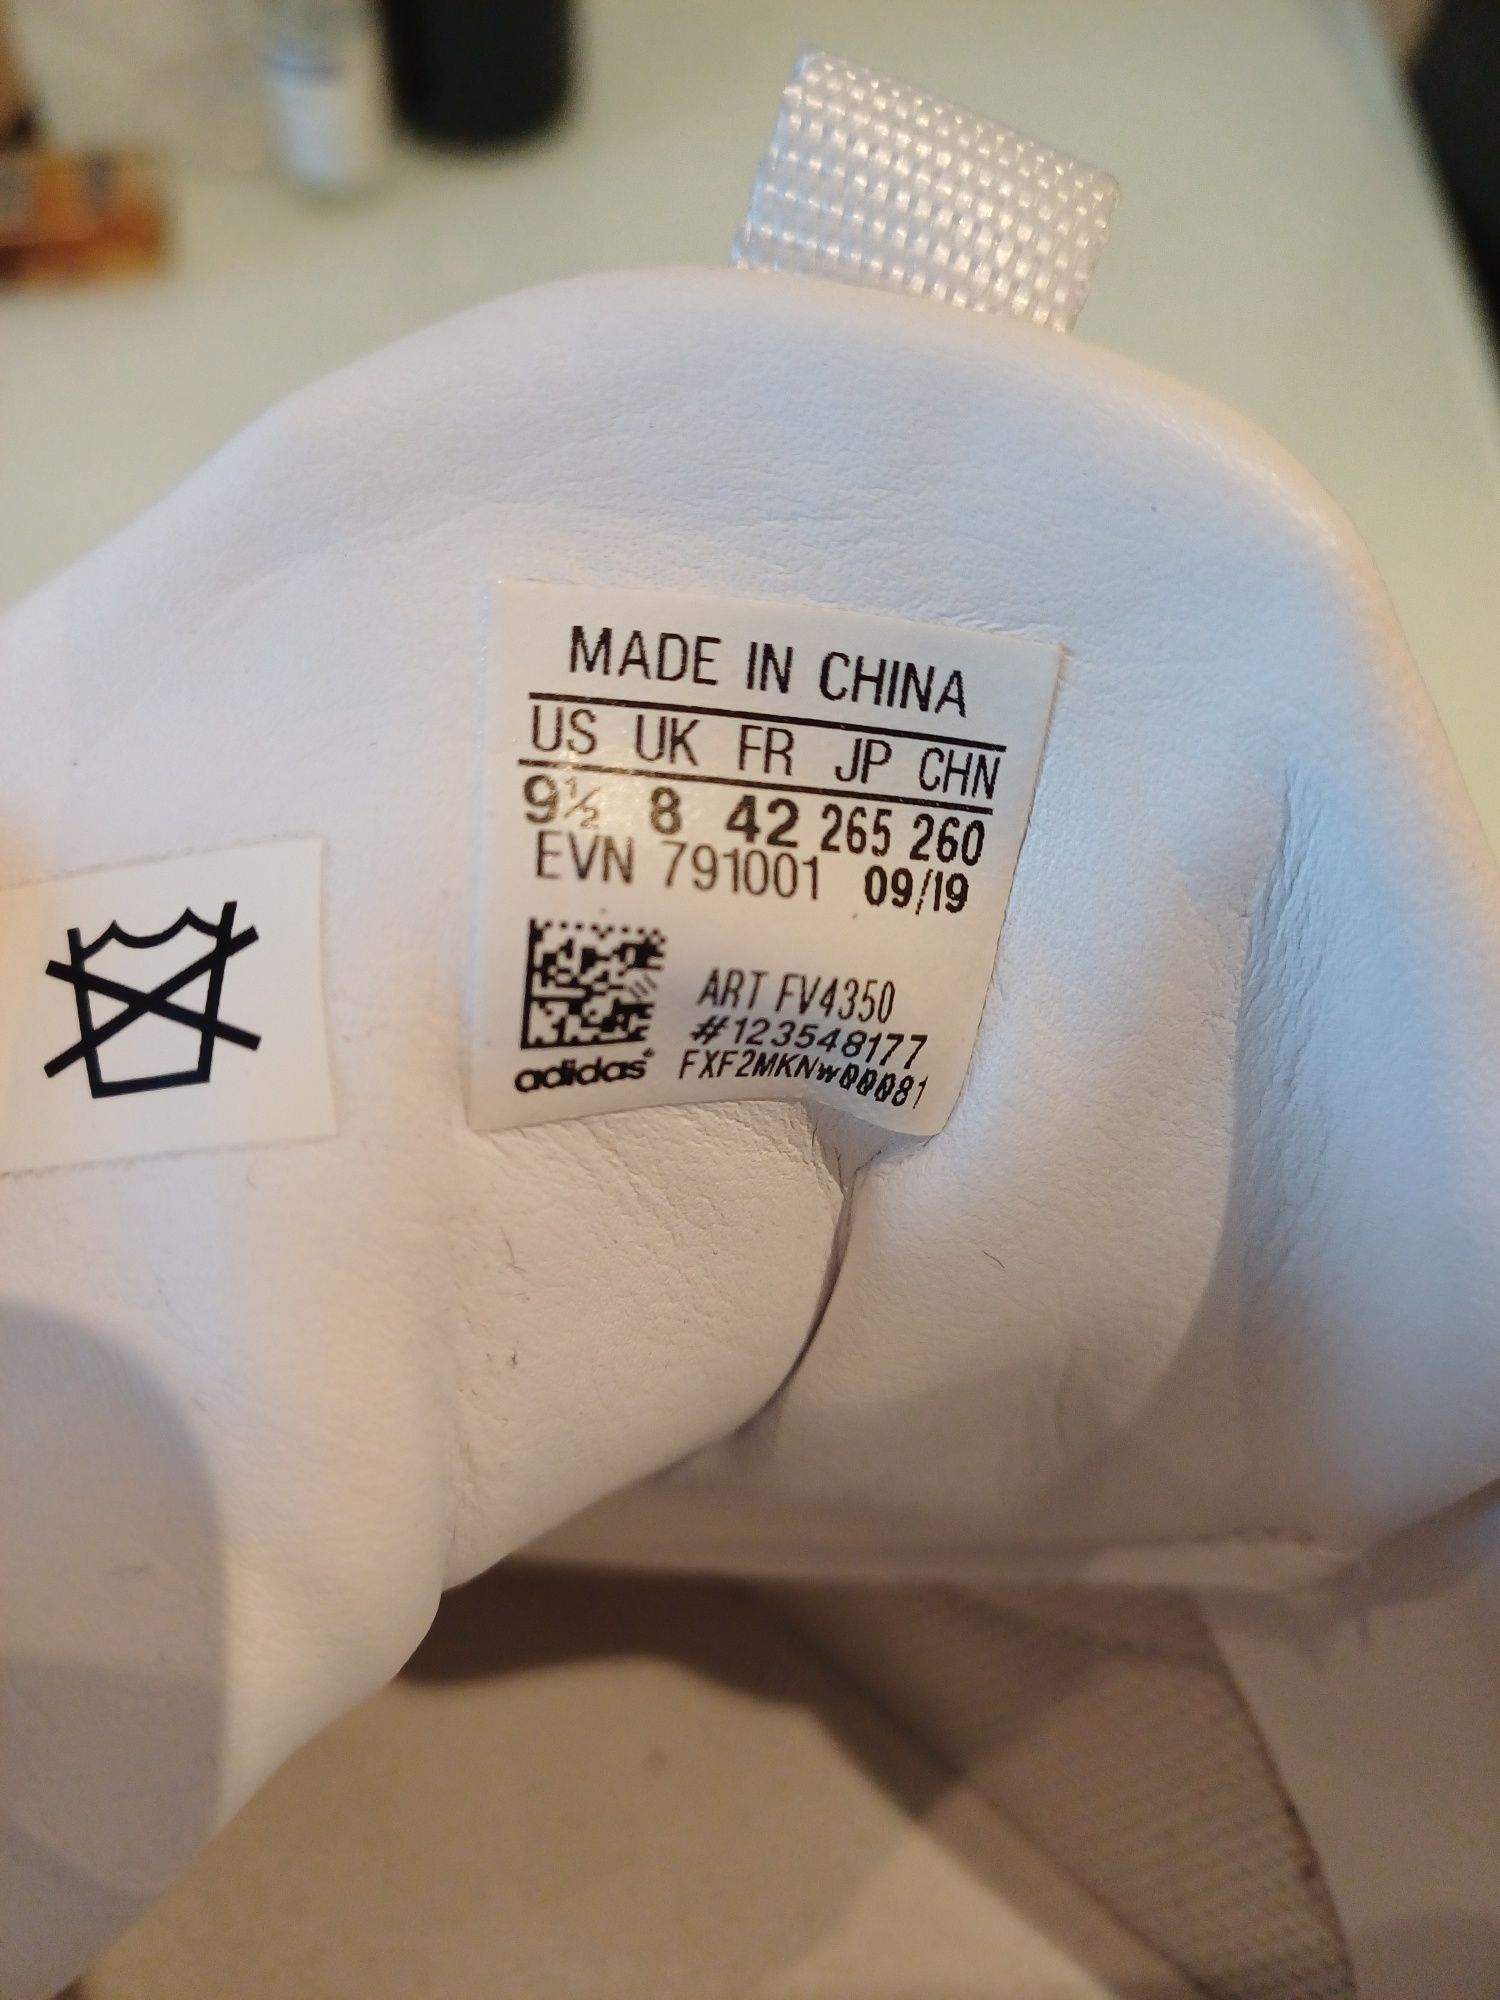 MADE IN CHINA
US UK FR JP CHN
9½ 8 42 265 260
EVN 791001 09/19
ART FV4350
#123548177
adidas FXF2MKNW00081